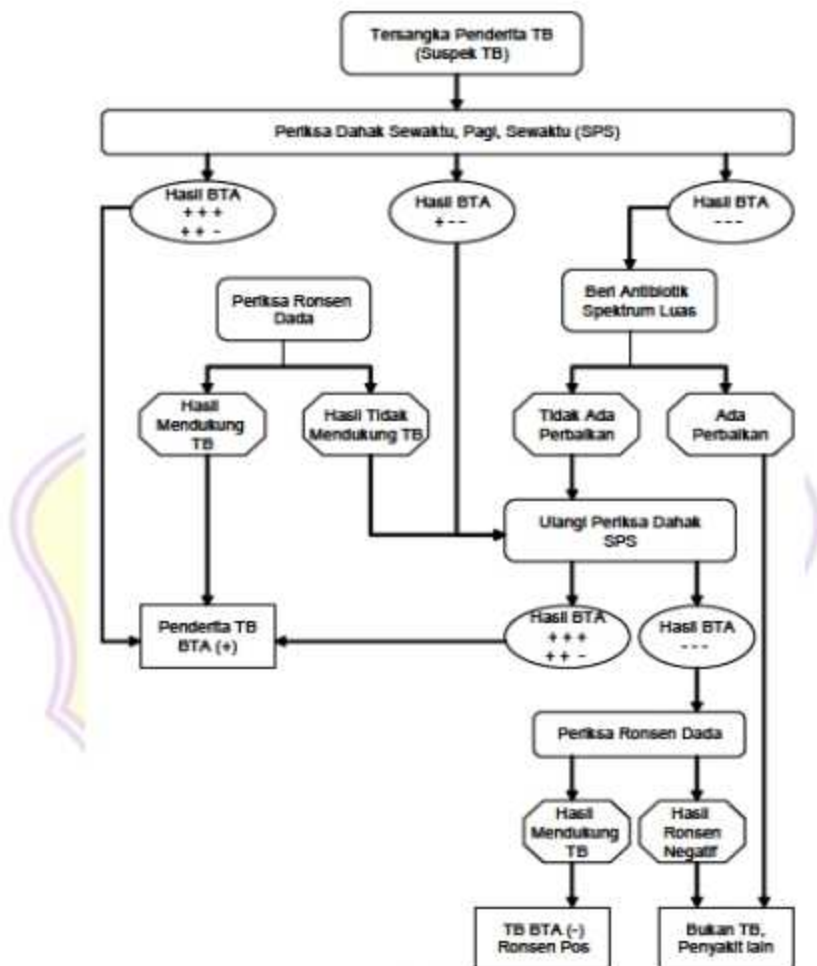 Tersangka Penderita TB
(Suspek TB)
Periksa Dahak Sewaktu, Pagi, Sewaktu (SPS)
Hasil BTA
+ + +
+ + -
Hasil BTA
+ - -
Hasil BTA
- - -
Periksa Ronsen
Dada
Beri Antibiotik
Spektrum Luas
Hasil
Mendukung
TB
Hasil Tidak
Mendukung TB
Tidak Ada
Perbaikan
Ada
Perbaikan
Ulangi Periksa Dahak
SPS
Penderita TB
BTA (+)
Hasil BTA
+ + +
+ + -
Hasil BTA
- - -
Periksa Ronsen Dada
Hasil
Mendukung
TB
Hasil
Ronsen
Negatif
TB BTA (-)
Ronsen Pos
Bukan TB,
Penyakit lain